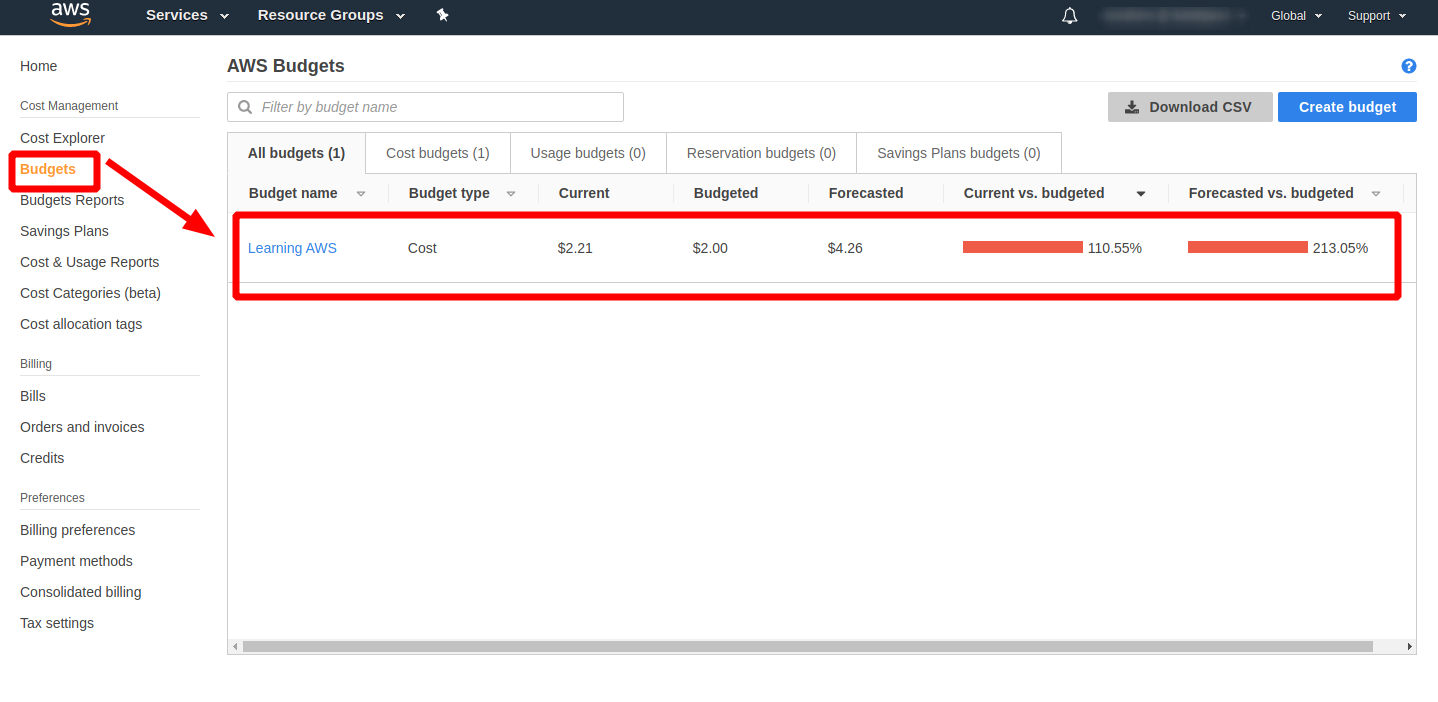 aws Services Resource Groups Global Support
Home
Cost Management
Cost Explorer
Budgets
Budgets Reports
Savings Plans
Cost & Usage Reports
Cost Categories (beta)
Cost allocation tags
Billing
Bills
Orders and invoices
Credits
Preferences
Billing preferences
Payment methods
Consolidated billing
Tax settings
AWS Budgets ?
Filter by budget name Download CSV Create budget
All budgets (1) Cost budgets (1) Usage budgets (0) Reservation budgets (0) Savings Plans budgets (0)
Budget name Budget type Current Budgeted Forecasted Current vs. budgeted Forecasted vs. budgeted
Learning AWS Cost $2.21 $2.00 $4.26 110.55% 213.05%